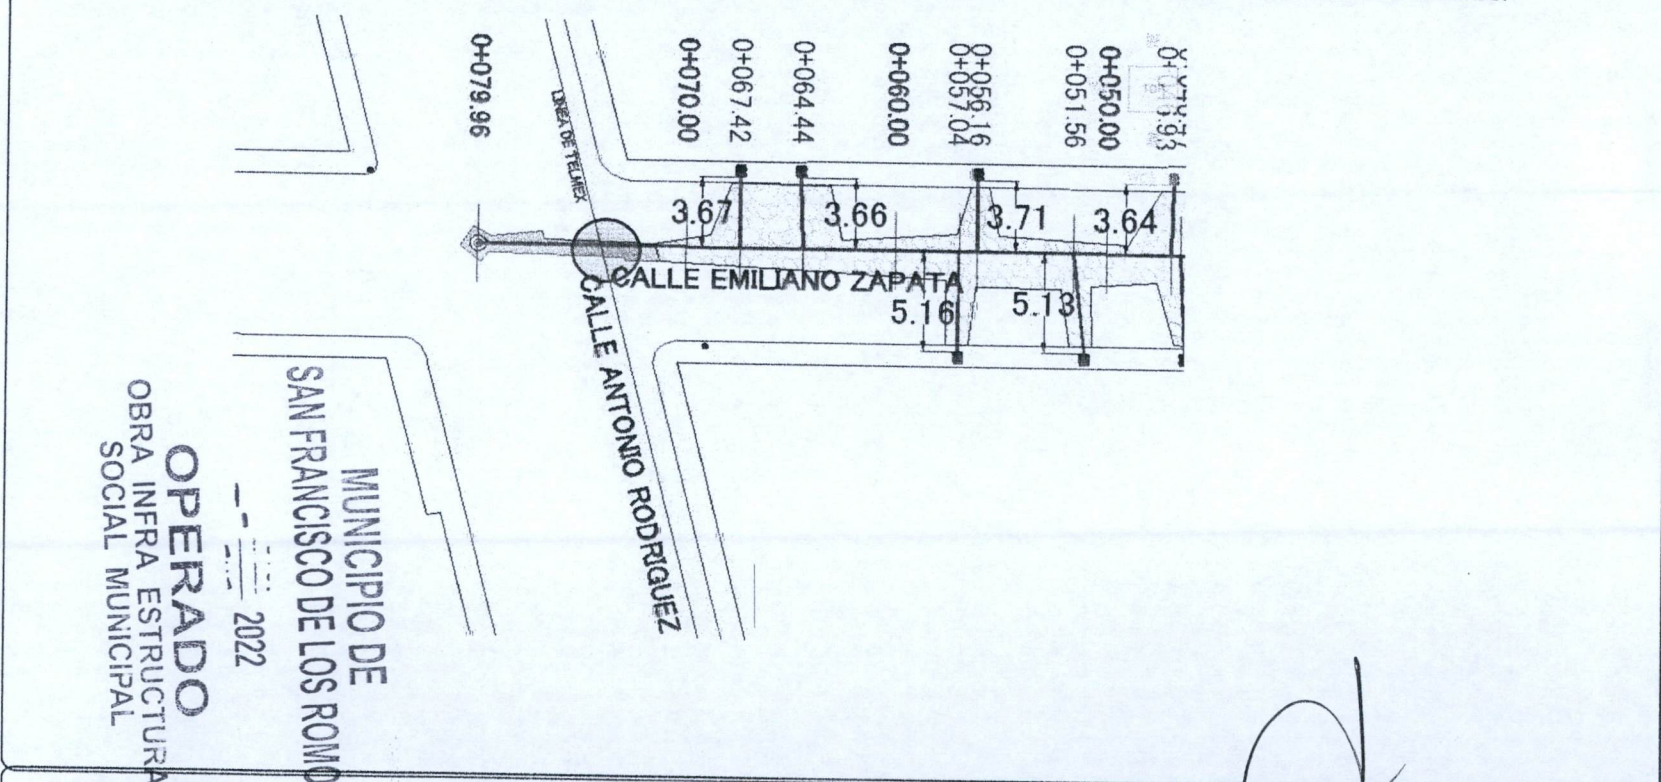 0+079.96
0+070.00
0+067.42
0+064.44
0+060.00
0+057.04
0+056.16
0+051.56
0+050.00
LINEA DE TELMEX
3.67
3.66
3.71
3.64
CALLE EMILIANO ZAPATA
5.16
5.13
CALLE ANTONIO RODRIGUEZ
MUNICIPIO DE
SAN FRANCISCO DE LOS ROMO
2022
OPERADO
OBRA INFRA ESTRUCTURA
SOCIAL MUNICIPAL